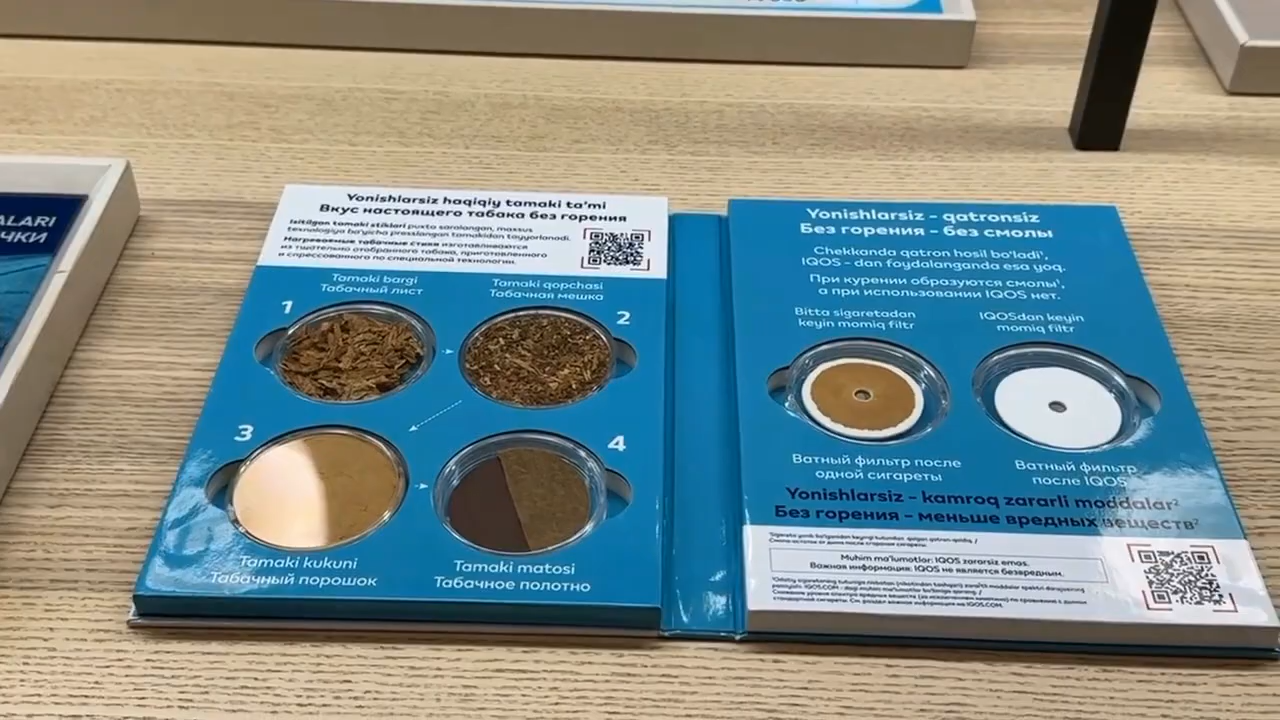 ALARI
ЧКИ
Yonishlarsiz haqiqiy tamaki ta'mi
Вкус настоящего табака без горения
Isitilgan tamaki stiklari puxta saralangan, maxsus
texnologiya bo'yicha presslangan tamakidan tayyorlanadi.
Нагреваемые табачные стики изготавливаются
из тщательно отобранного табака, приготовленного
и спрессованного по специальной технологии.
Tamaki bargi
Табачный лист
Tamaki qopchasi
Табачная мешка
1
2
3
4
Tamaki kukuni
Табачный порошок
Tamaki matosi
Табачное полотно
Yonishlarsiz - qatronsiz
Без горения - без смолы
Chekkanda qatron hosil bo'ladi¹,
IQOS - dan foydalanganda esa yoq.
При курении образуются смолы¹,
а при использовании IQOS нет.
Bitta sigaretadan
keyin momiq filtr
IQOSdan keyin
momiq filtr
Ватный фильтр после
одной сигареты
Ватный фильтр
после IQOS
Yonishlarsiz - kamroq zararli moddalar²
Без горения - меньше вредных веществ²
Muhim ma'lumotlar: IQOS zararsiz emas.
Важная информация: IQOS не является безвредным.